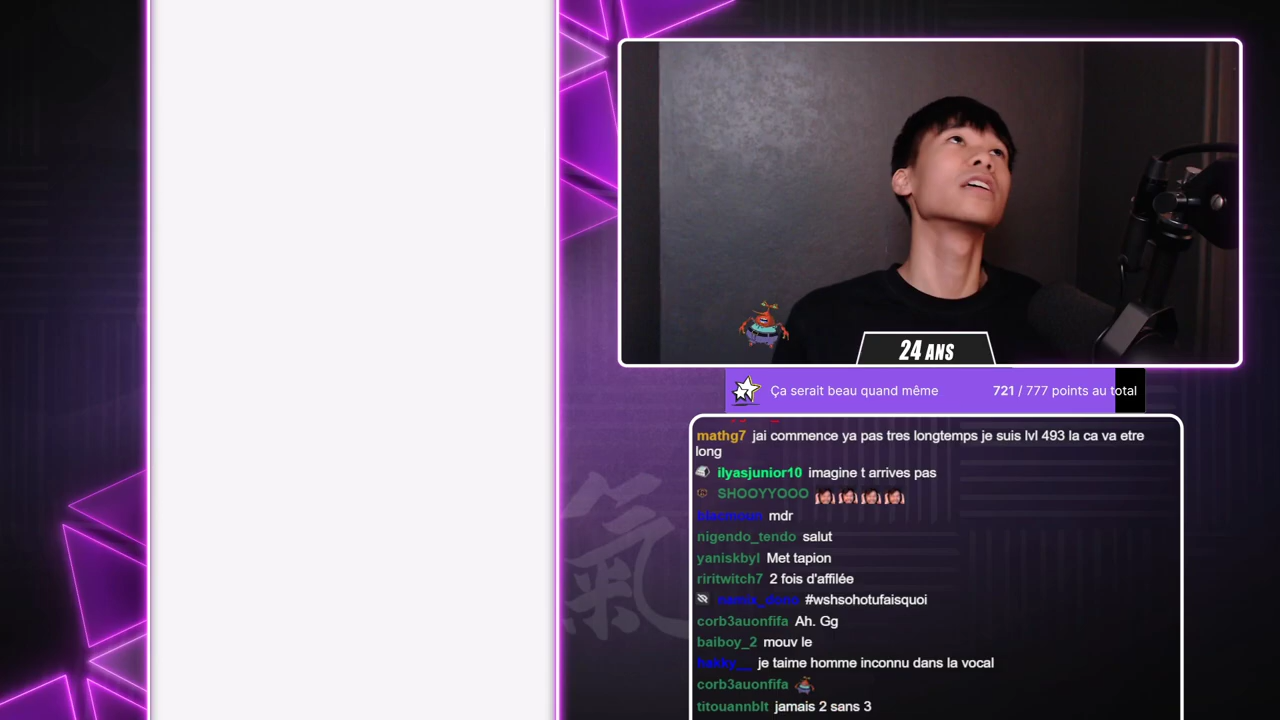 24 ANS
Ça serait beau quand même 721 / 777 points au total
mathg7 jai commence ya pas tres longtemps je suis lvl 493 la ca va etre
long
ilyasjunior10 imagine t arrives pas
SHOOYYOOO
mdr
nigendo_tendo salut
yaniskbyl Met tapion
riritwitch7 2 fois d'affilée
#wshsohotufaisquoi
corb3auonfifa Ah. Gg
baiboy_2 mouv le
je taime homme inconnu dans la vocal
corb3auonfifa
titouannblt jamais 2 sans 3
氣